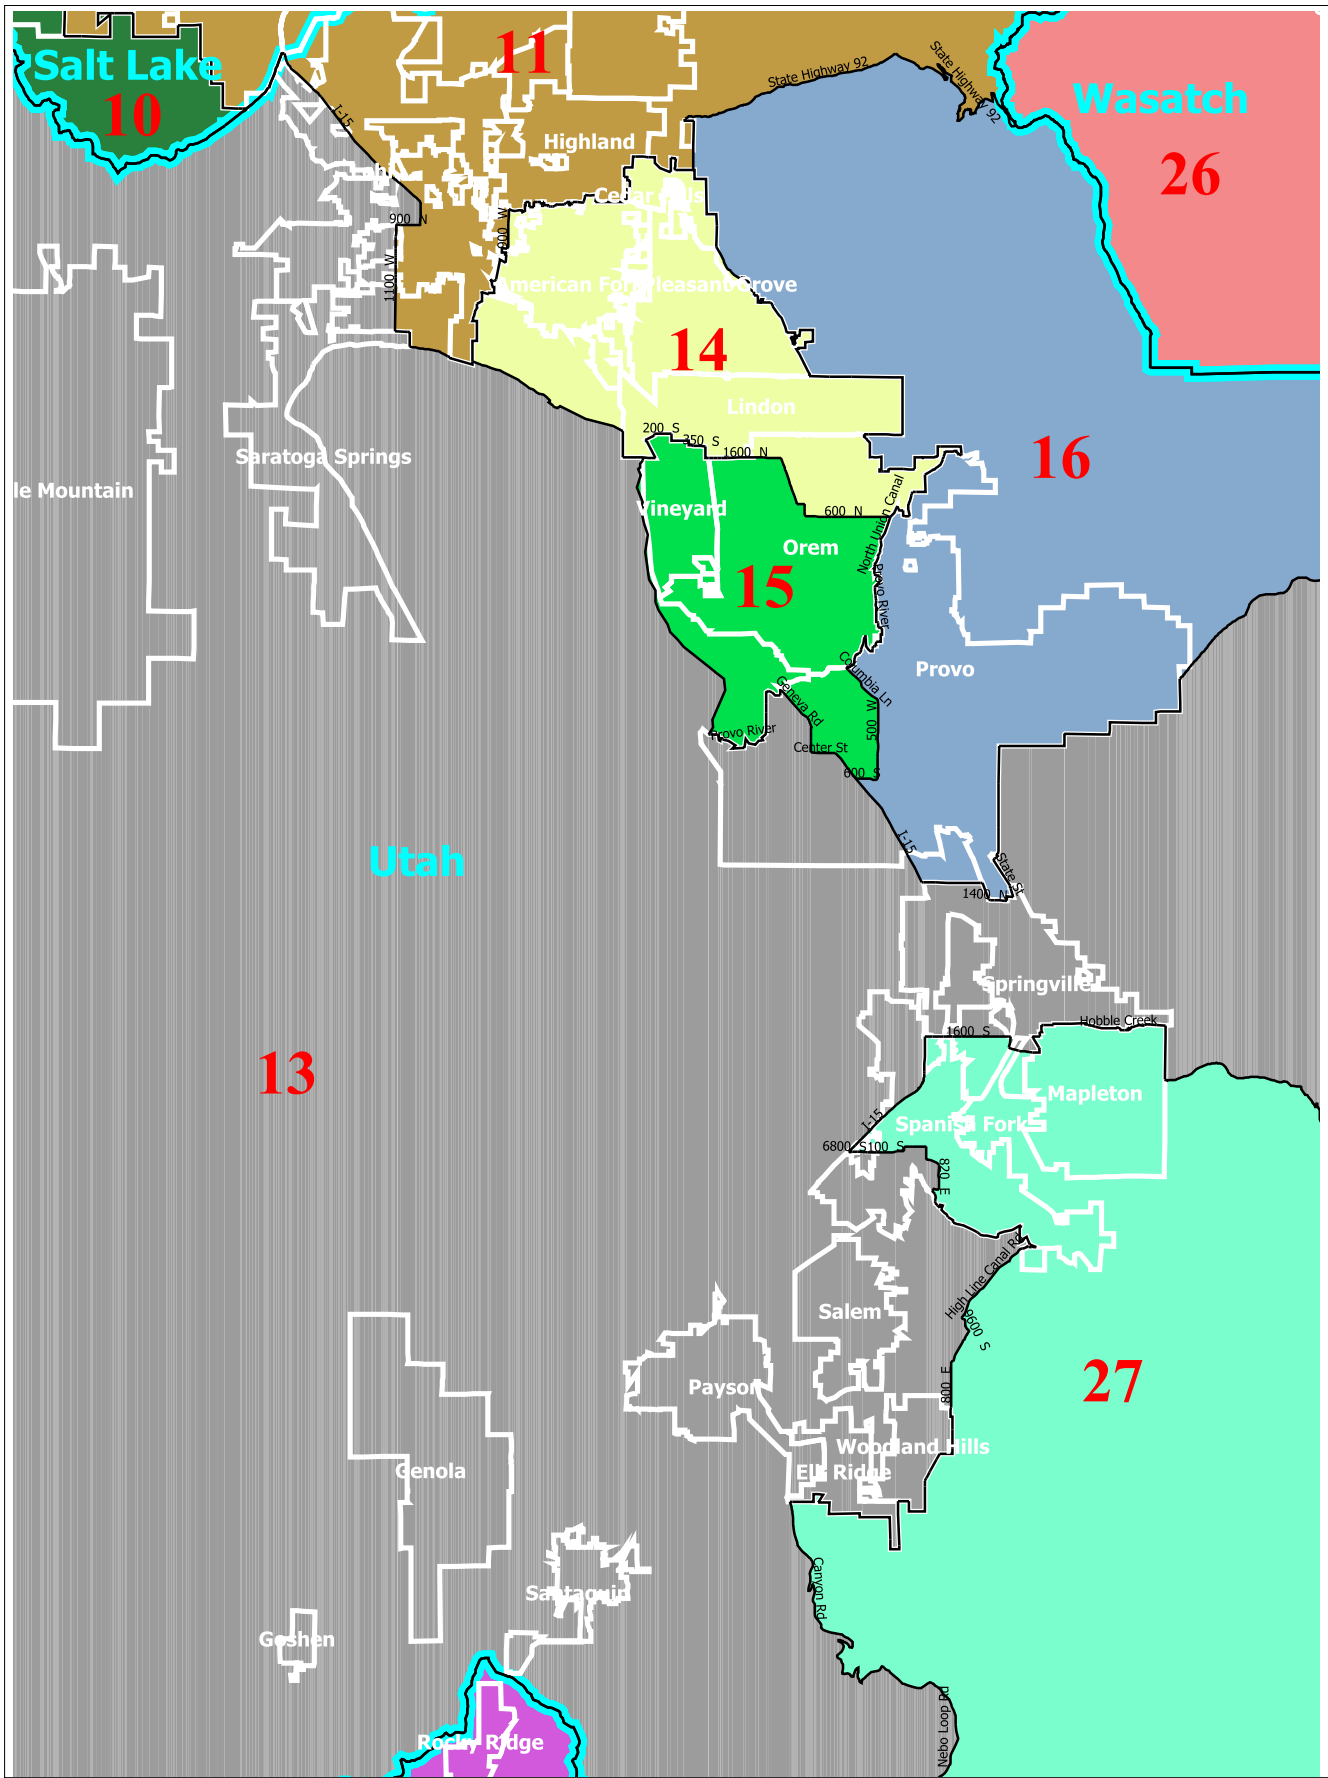 11
Salt Lake
State Highway 92
State Highway 92
Wasatch
10
I-15
Highland
26
Cedar Hills
900 N
900 W
1100 W
American Fork
Pleasant Grove
14
Lindon
200 S
350 S
1600 N
Saratoga Springs
16
le Mountain
Vineyard
600 N
North Union Canal
Orem
15
Provo River
Columbia Ln
Provo
Geneva Rd
500 W
Provo River
Center St
600 S
I-15
Utah
State St
1400 N
Springville
Hobble Creek
1600 S
13
Mapleton
I-15
Spanish Fork
6800 S
100 S
820 E
High Line Canal Rd
Salem
9600 S
27
Payson
800 E
Woodland Hills
Genola
Elk Ridge
Canyon Rd
Santaquin
Goshen
Nebo Loop Rd
Rocky Ridge